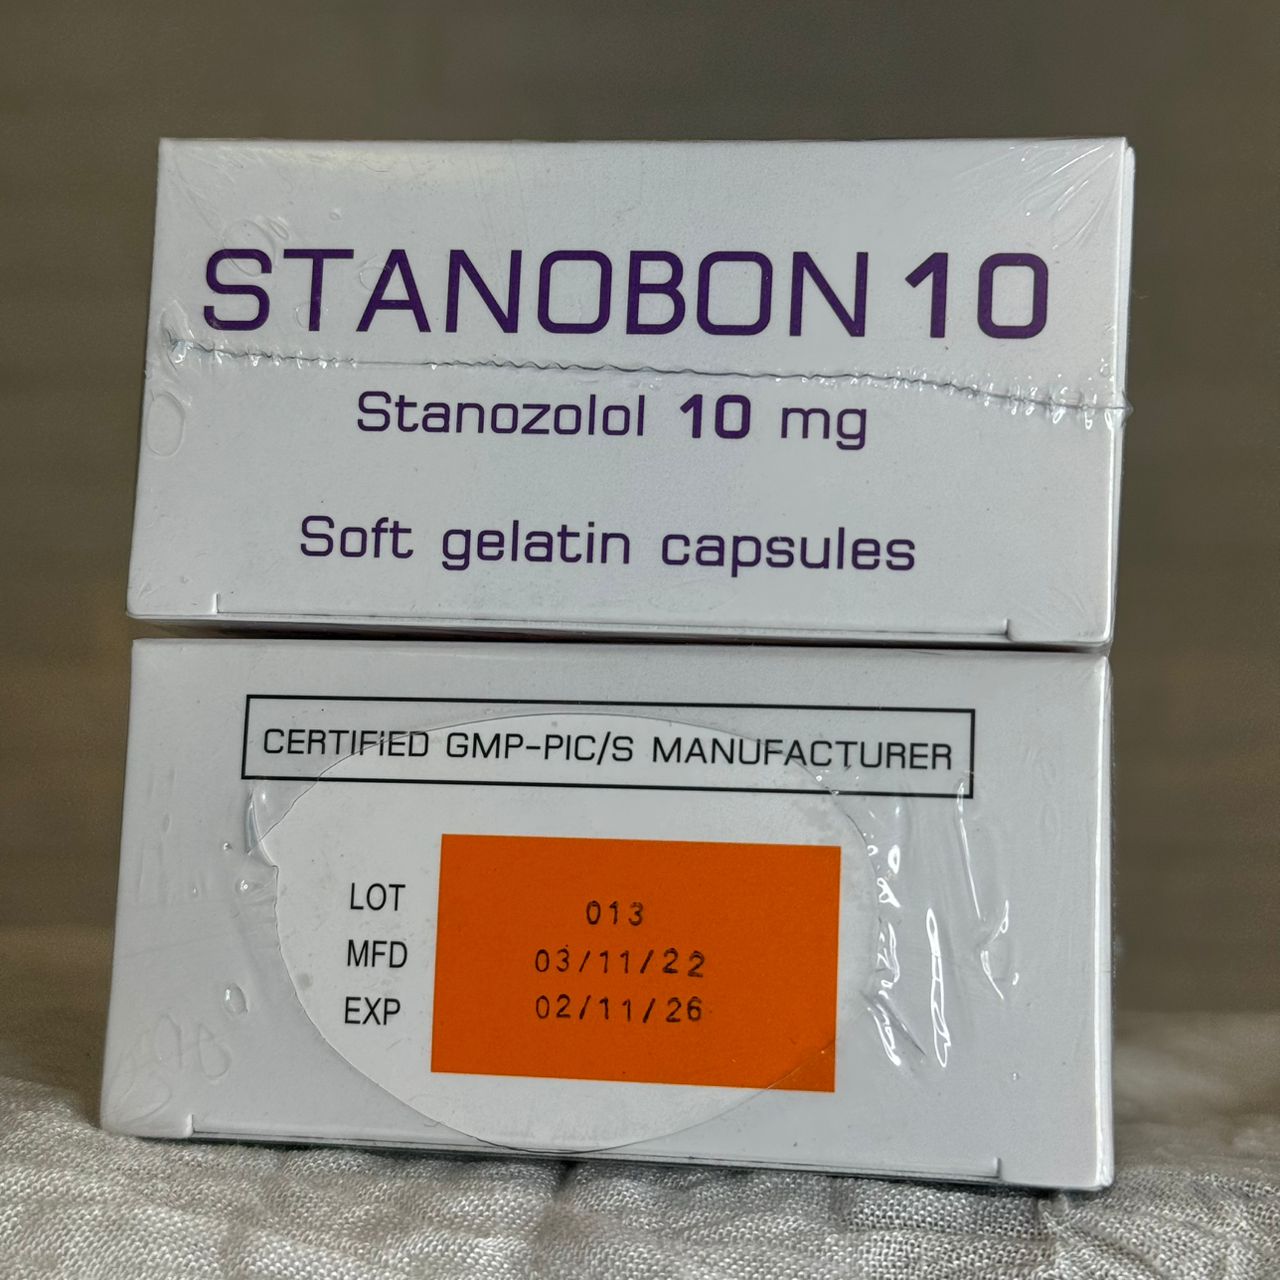 STANOBON 10
Stanozolol 10 mg
Soft gelatin capsules
CERTIFIED GMP-PIC/S MANUFACTURER
LOT 013
MFD 03/11/22
EXP 02/11/26